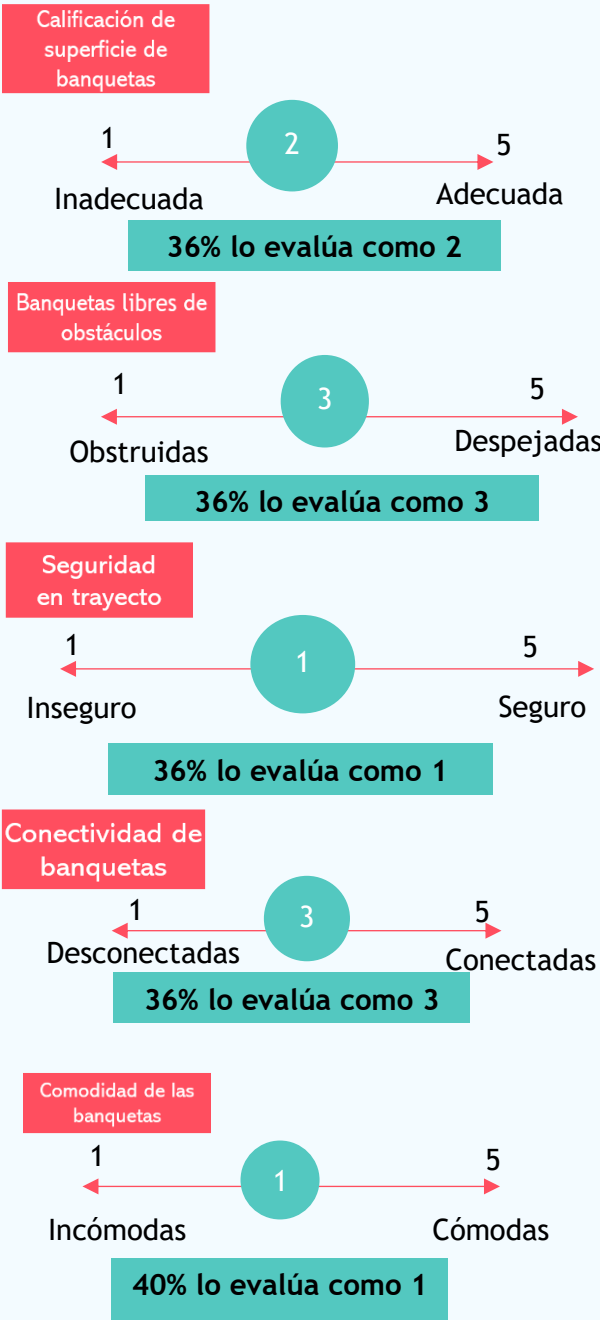 Calificación de
superficie de
banquetas
1
2
5
Inadecuada
Adecuada
36% lo evalúa como 2
Banquetas libres de
obstáculos
1
3
5
Obstruidas
Despejadas
36% lo evalúa como 3
Seguridad
en trayecto
1
1
5
Inseguro
Seguro
36% lo evalúa como 1
Conectividad de
banquetas
1
3
5
Desconectadas
Conectadas
36% lo evalúa como 3
Comodidad de las
banquetas
1
1
5
Incómodas
Cómodas
40% lo evalúa como 1